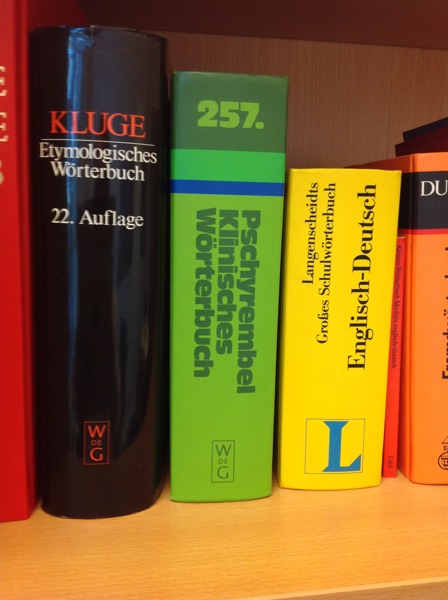 KLUGE
Etymologisches
Wörterbuch
22. Auflage
W
DE
G
257.
Pschyrembel
Klinisches
Wörterbuch
W
DE
G
Langenscheidts
Großes Schulwörterbuch
Englisch-Deutsch
L
DU